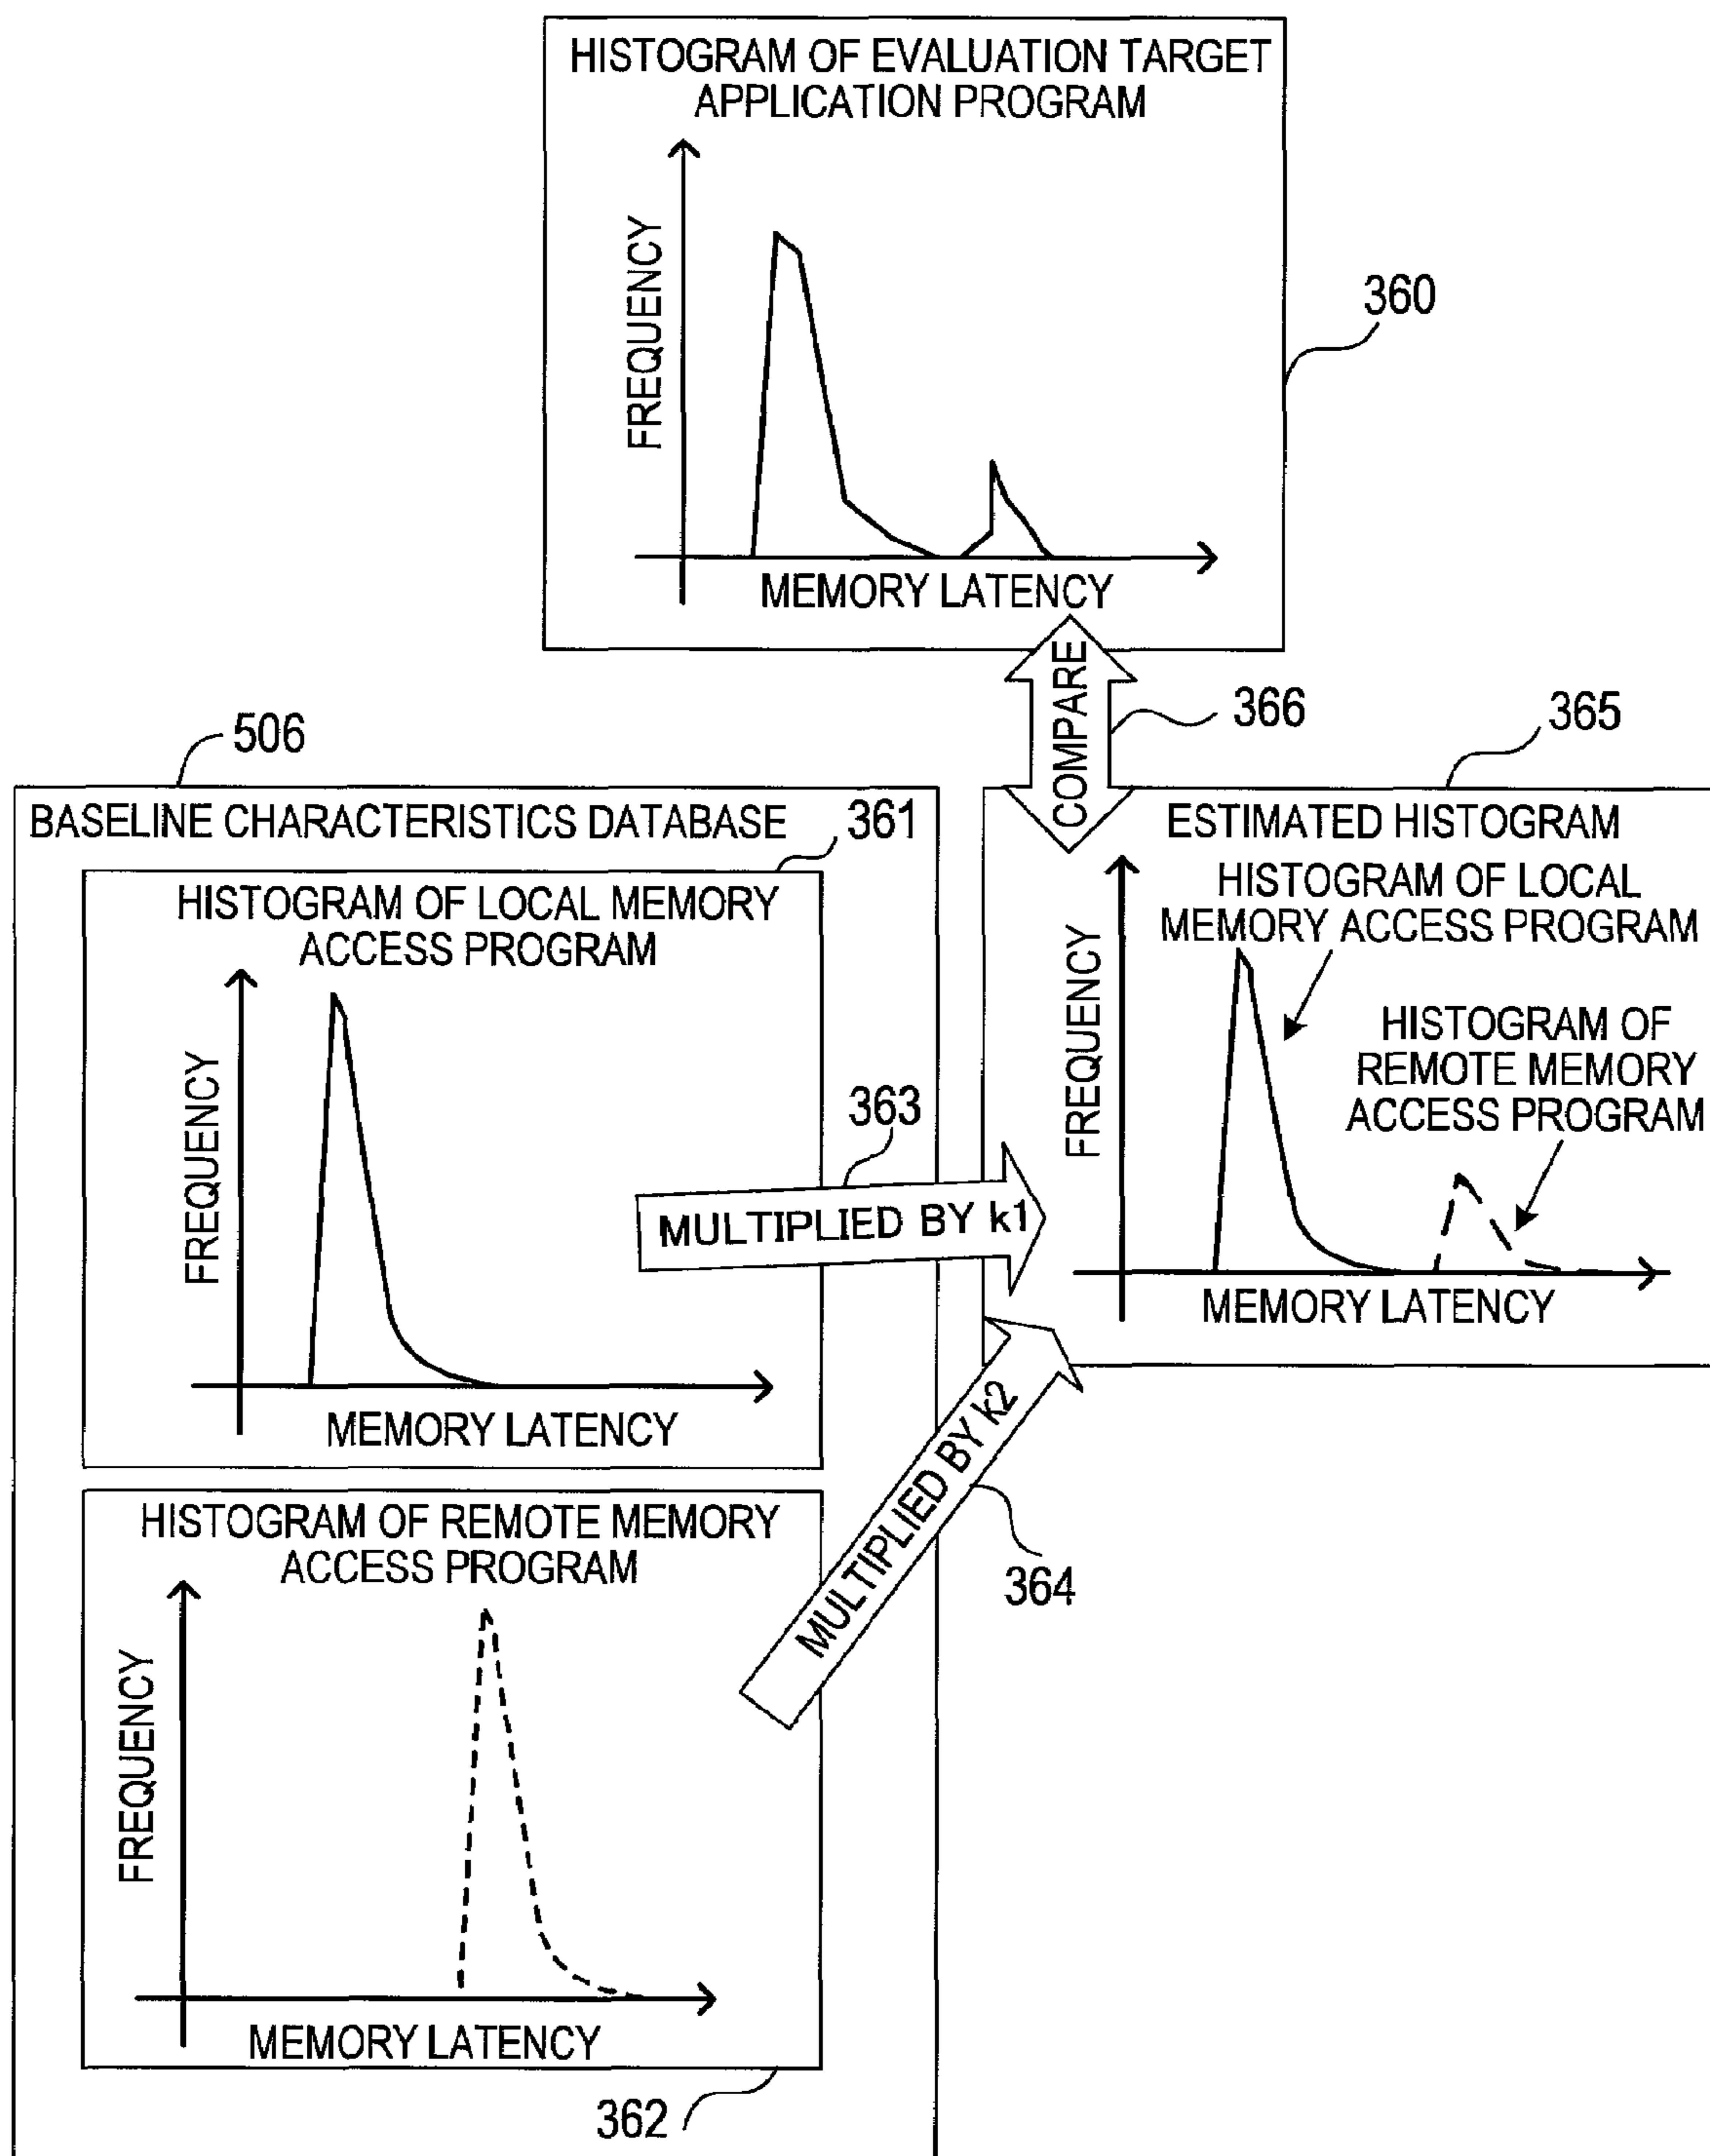 HISTOGRAM OF EVALUATION TARGET
APPLICATION PROGRAM
FREQUENCY
MEMORY LATENCY
360
COMPARE
366
365
506
BASELINE CHARACTERISTICS DATABASE
361
HISTOGRAM OF LOCAL MEMORY
ACCESS PROGRAM
FREQUENCY
MEMORY LATENCY
363
MULTIPLIED BY k1
ESTIMATED HISTOGRAM
HISTOGRAM OF LOCAL
MEMORY ACCESS PROGRAM
HISTOGRAM OF
REMOTE MEMORY
ACCESS PROGRAM
FREQUENCY
MEMORY LATENCY
HISTOGRAM OF REMOTE MEMORY
ACCESS PROGRAM
FREQUENCY
MEMORY LATENCY
MULTIPLIED BY k2
364
362